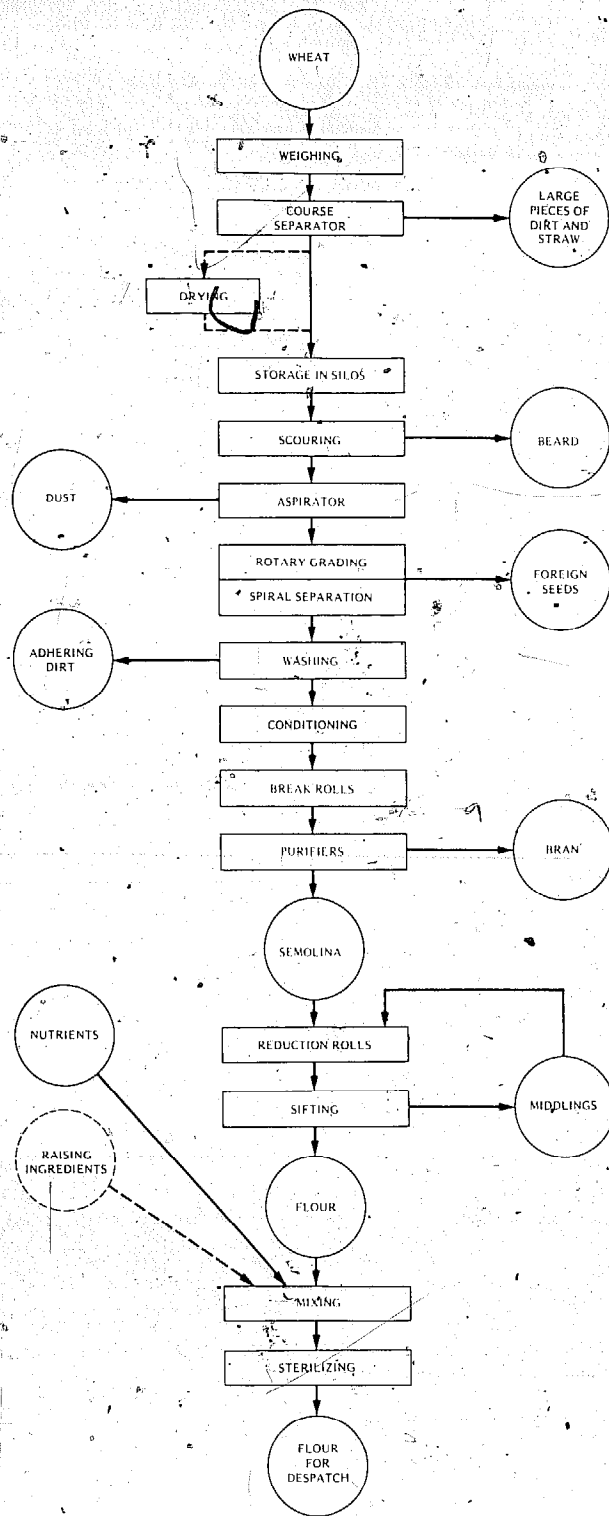 WHEAT
WEIGHING
COURSE
SEPARATOR
LARGE
PIECES OF
DIRT AND
STRAW
DRYING
STORAGE IN SILOS
SCOURING
BEARD
DUST
ASPIRATOR
ROTARY GRADING
SPIRAL SEPARATION
FOREIGN
SEEDS
ADHERING
DIRT
WASHING
CONDITIONING
BREAK ROLLS
PURIFIERS
BRAN
SEMOLINA
NUTRIENTS
REDUCTION ROLLS
SIFTING
MIDDLINGS
RAISING
INGREDIENTS
FLOUR
MIXING
STERILIZING
FLOUR
FOR
DESPATCH